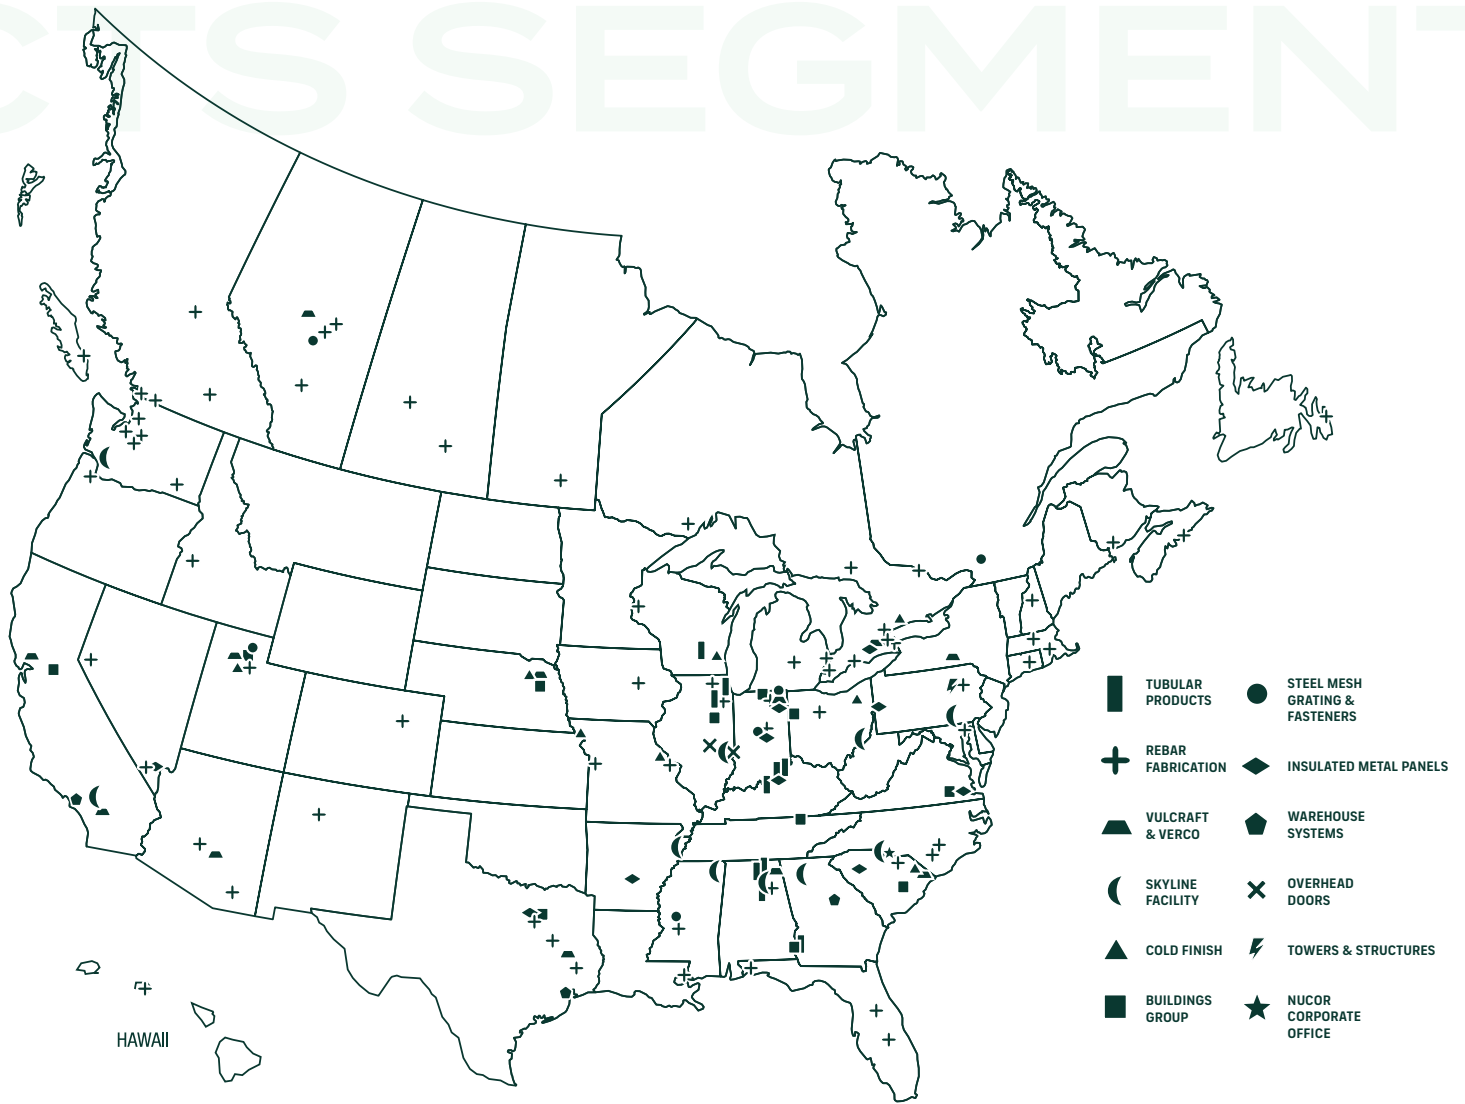 CTS SEGMENT
HAWAII
TUBULAR
PRODUCTS
STEEL MESH
GRATING &
FASTENERS
REBAR
FABRICATION
INSULATED METAL PANELS
VULCRAFT
& VERCO
WAREHOUSE
SYSTEMS
SKYLINE
FACILITY
OVERHEAD
DOORS
COLD FINISH
TOWERS & STRUCTURES
BUILDINGS
GROUP
NUCOR
CORPORATE
OFFICE